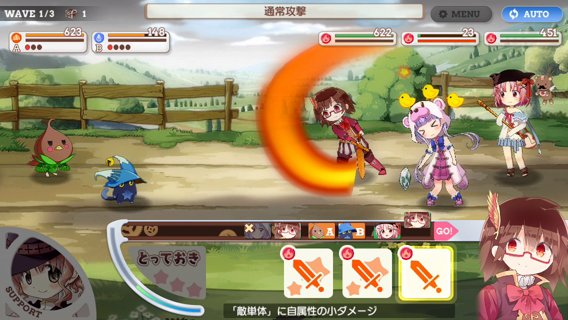 WAVE 1/3 1
通常攻撃
MENU
AUTO
623
A
148
B
622
23
451
A
B
GO!
とっておき
SUPPORT
「敵単体」に自属性の小ダメージ